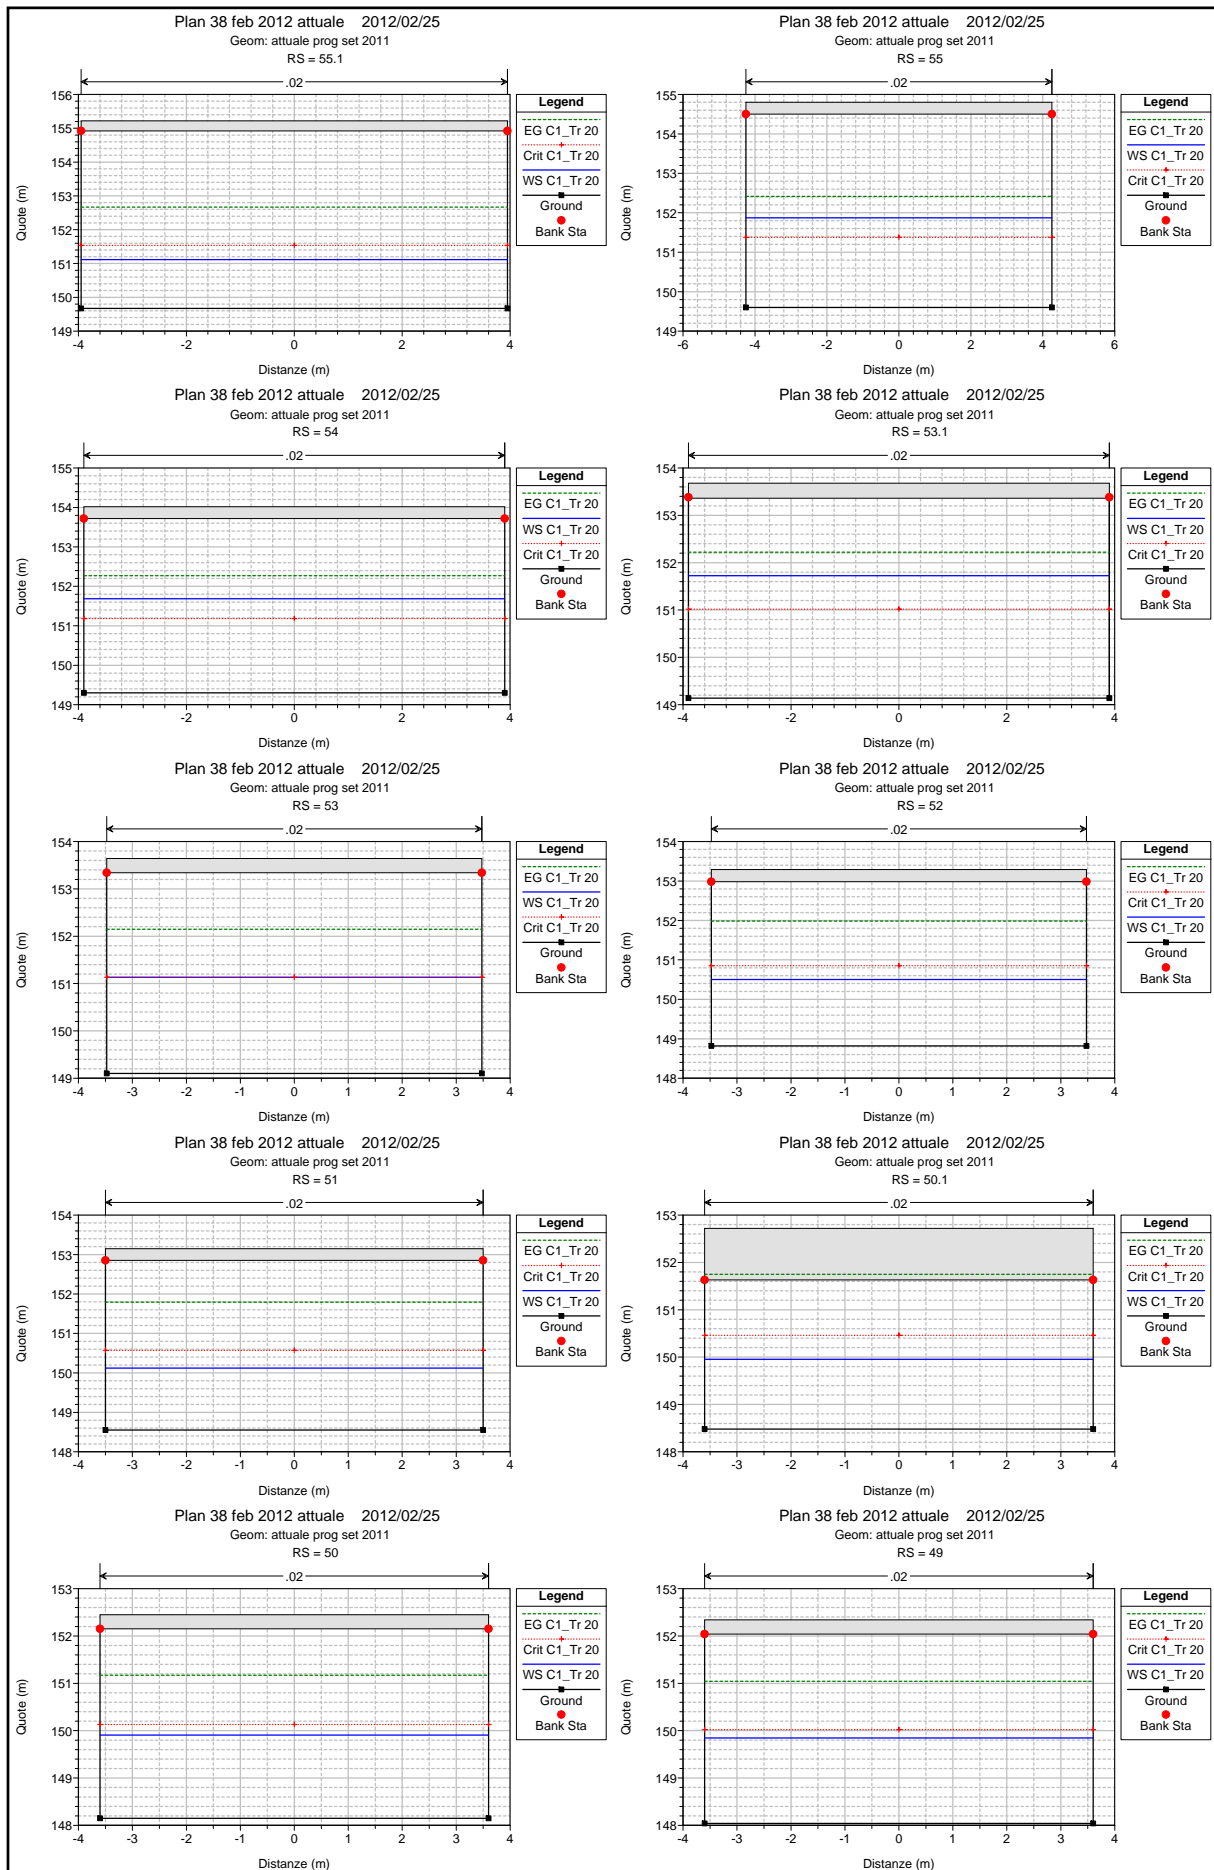 Plan 38 feb 2012 attuale 2012/02/25
Geom: attuale prog set 2011
RS = 55.1
.02
156
155
154
153
152
151
150
149
-4
-2
0
2
4
Distanze (m)
Quote (m)
Legend
EG C1_Tr 20
Crit C1_Tr 20
WS C1_Tr 20
Ground
Bank Sta
Plan 38 feb 2012 attuale 2012/02/25
Geom: attuale prog set 2011
RS = 55
.02
155
154
153
152
151
150
149
-6
-4
-2
0
2
4
6
Distanze (m)
Quote (m)
Legend
EG C1_Tr 20
WS C1_Tr 20
Crit C1_Tr 20
Ground
Bank Sta
Plan 38 feb 2012 attuale 2012/02/25
Geom: attuale prog set 2011
RS = 54
.02
155
154
153
152
151
150
149
-4
-2
0
2
4
Distanze (m)
Quote (m)
Legend
EG C1_Tr 20
WS C1_Tr 20
Crit C1_Tr 20
Ground
Bank Sta
Plan 38 feb 2012 attuale 2012/02/25
Geom: attuale prog set 2011
RS = 53.1
.02
154
153
152
151
150
149
-4
-2
0
2
4
Distanze (m)
Quote (m)
Legend
EG C1_Tr 20
WS C1_Tr 20
Crit C1_Tr 20
Ground
Bank Sta
Plan 38 feb 2012 attuale 2012/02/25
Geom: attuale prog set 2011
RS = 53
.02
154
153
152
151
150
149
-4
-3
-2
-1
0
1
2
3
4
Distanze (m)
Quote (m)
Legend
EG C1_Tr 20
WS C1_Tr 20
Crit C1_Tr 20
Ground
Bank Sta
Plan 38 feb 2012 attuale 2012/02/25
Geom: attuale prog set 2011
RS = 52
.02
154
153
152
151
150
149
148
-4
-3
-2
-1
0
1
2
3
4
Distanze (m)
Quote (m)
Legend
EG C1_Tr 20
Crit C1_Tr 20
WS C1_Tr 20
Ground
Bank Sta
Plan 38 feb 2012 attuale 2012/02/25
Geom: attuale prog set 2011
RS = 51
.02
154
153
152
151
150
149
148
-4
-3
-2
-1
0
1
2
3
4
Distanze (m)
Quote (m)
Legend
EG C1_Tr 20
Crit C1_Tr 20
WS C1_Tr 20
Ground
Bank Sta
Plan 38 feb 2012 attuale 2012/02/25
Geom: attuale prog set 2011
RS = 50.1
.02
153
152
151
150
149
148
-4
-3
-2
-1
0
1
2
3
4
Distanze (m)
Quote (m)
Legend
EG C1_Tr 20
Crit C1_Tr 20
WS C1_Tr 20
Ground
Bank Sta
Plan 38 feb 2012 attuale 2012/02/25
Geom: attuale prog set 2011
RS = 50
.02
153
152
151
150
149
148
-4
-3
-2
-1
0
1
2
3
4
Distanze (m)
Quote (m)
Legend
EG C1_Tr 20
Crit C1_Tr 20
WS C1_Tr 20
Ground
Bank Sta
Plan 38 feb 2012 attuale 2012/02/25
Geom: attuale prog set 2011
RS = 49
.02
153
152
151
150
149
148
-4
-3
-2
-1
0
1
2
3
4
Distanze (m)
Quote (m)
Legend
EG C1_Tr 20
Crit C1_Tr 20
WS C1_Tr 20
Ground
Bank Sta